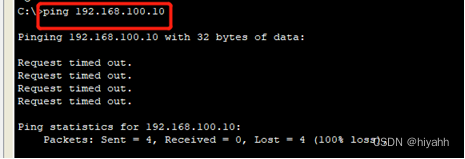 C:\>ping 192.168.100.10
Pinging 192.168.100.10 with 32 bytes of data:
Request timed out.
Request timed out.
Request timed out.
Request timed out.
Ping statistics for 192.168.100.10:
Packets: Sent = 4, Received = 0, Lost = 4 (100% loss),
CSDN @hiyahh